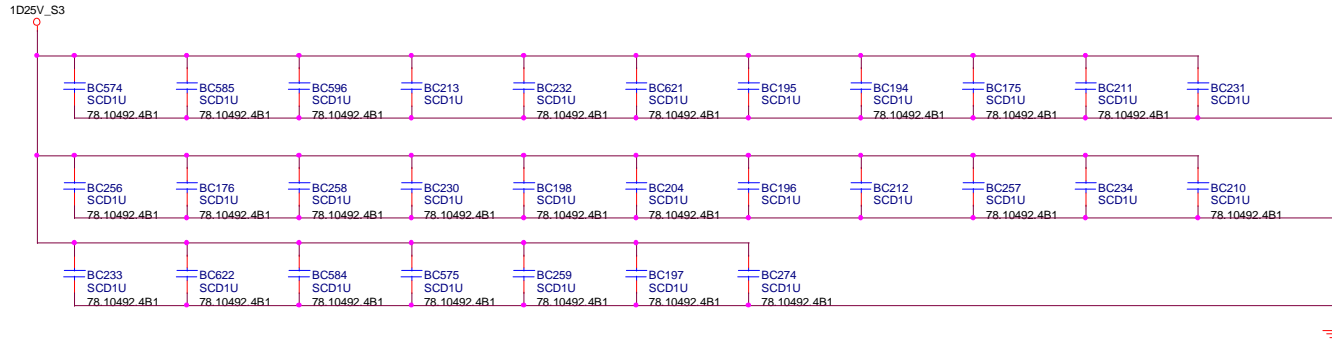 1D25V_S3
BC574 BC585 BC596 BC213 BC232 BC621 BC195 BC194 BC175 BC211 BC231
SCD1U SCD1U SCD1U SCD1U SCD1U SCD1U SCD1U SCD1U SCD1U SCD1U SCD1U
78.10492.4B1 78.10492.4B1 78.10492.4B1 78.10492.4B1 78.10492.4B1 78.10492.4B1 78.10492.4B1 78.10492.4B1 78.10492.4B1
BC256 BC176 BC258 BC230 BC198 BC204 BC196 BC212 BC257 BC234 BC210
SCD1U SCD1U SCD1U SCD1U SCD1U SCD1U SCD1U SCD1U SCD1U SCD1U SCD1U
78.10492.4B1 78.10492.4B1 78.10492.4B1 78.10492.4B1 78.10492.4B1 78.10492.4B1 78.10492.4B1 78.10492.4B1
BC233 BC622 BC584 BC575 BC259 BC197 BC274
SCD1U SCD1U SCD1U SCD1U SCD1U SCD1U SCD1U
78.10492.4B1 78.10492.4B1 78.10492.4B1 78.10492.4B1 78.10492.4B1 78.10492.4B1 78.10492.4B1